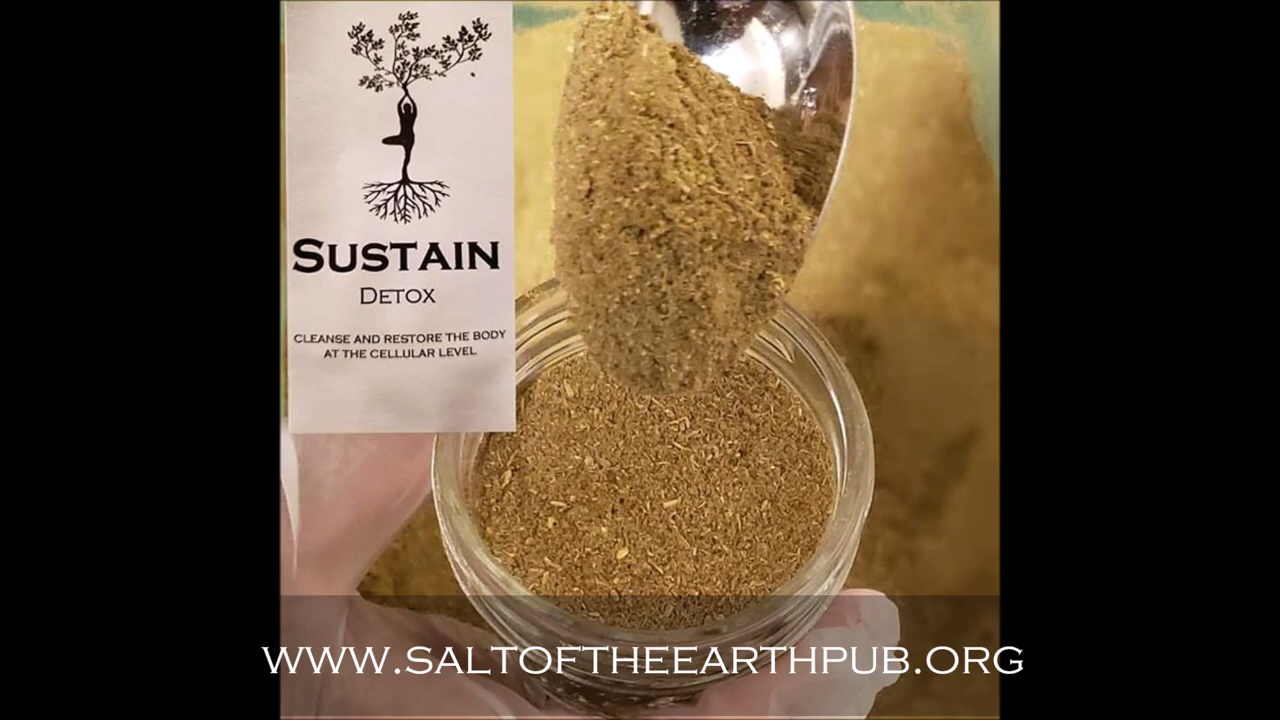 SUSTAIN
DETOX
CLEANSE AND RESTORE THE BODY
AT THE CELLULAR LEVEL
WWW.SALTOFTHEEARTHPUB.ORG